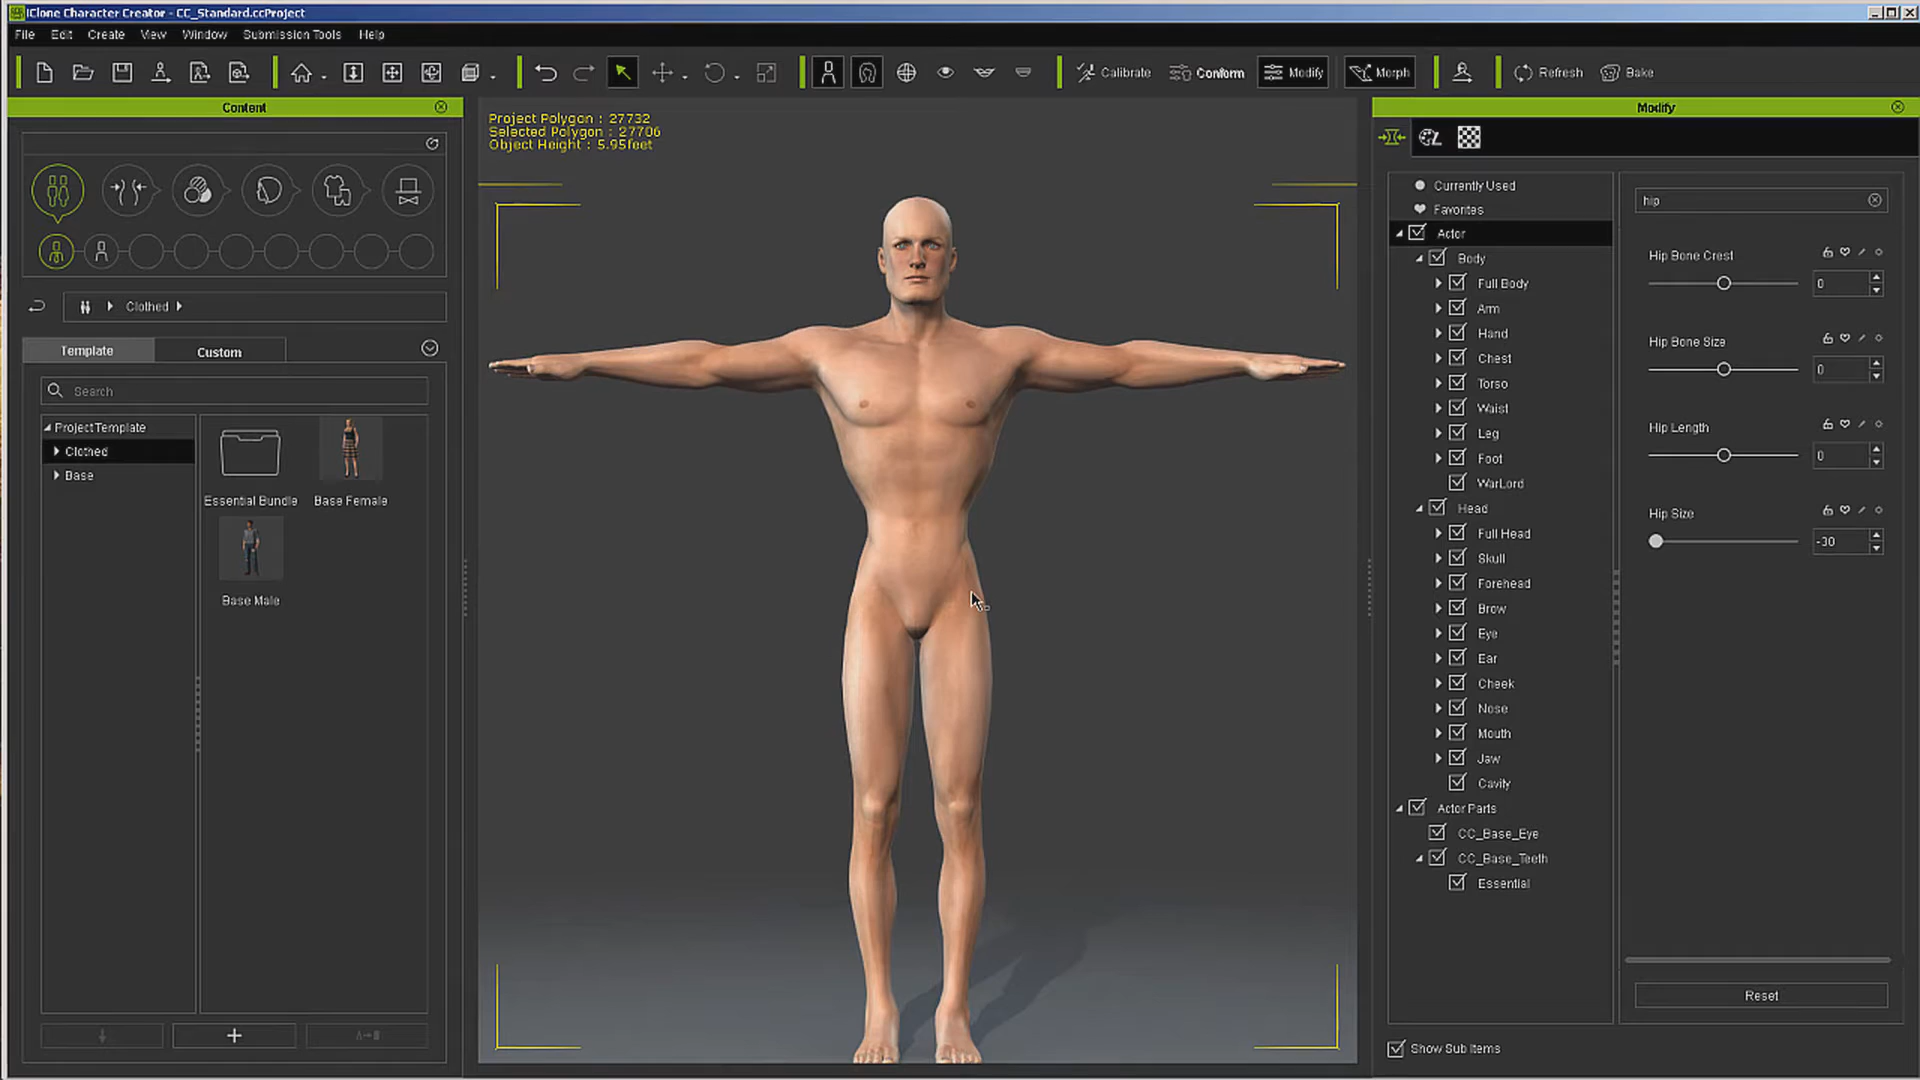 iClone Character Creator - CC_Standard.ccProject
File Edit Create View Window Submission Tools Help
Calibrate Conform Modify Morph Refresh Bake
Content
Clothed
Template Custom
Search
Project Template
Clothed
Base
Essential Bundle Base Female
Base Male
Project Polygon : 27732
Selected Polygon : 27706
Object Height : 5.95feet
Modify
Currently Used
Favorites
Actor
Body
Full Body
Arm
Hand
Chest
Torso
Waist
Leg
Foot
WarLord
Head
Full Head
Skull
Forehead
Brow
Eye
Ear
Cheek
Nose
Mouth
Jaw
Cavity
Actor Parts
CC_Base_Eye
CC_Base_Teeth
Essential
Show Sub Items
hip
Hip Bone Crest
0
Hip Bone Size
0
Hip Length
0
Hip Size
-30
Reset